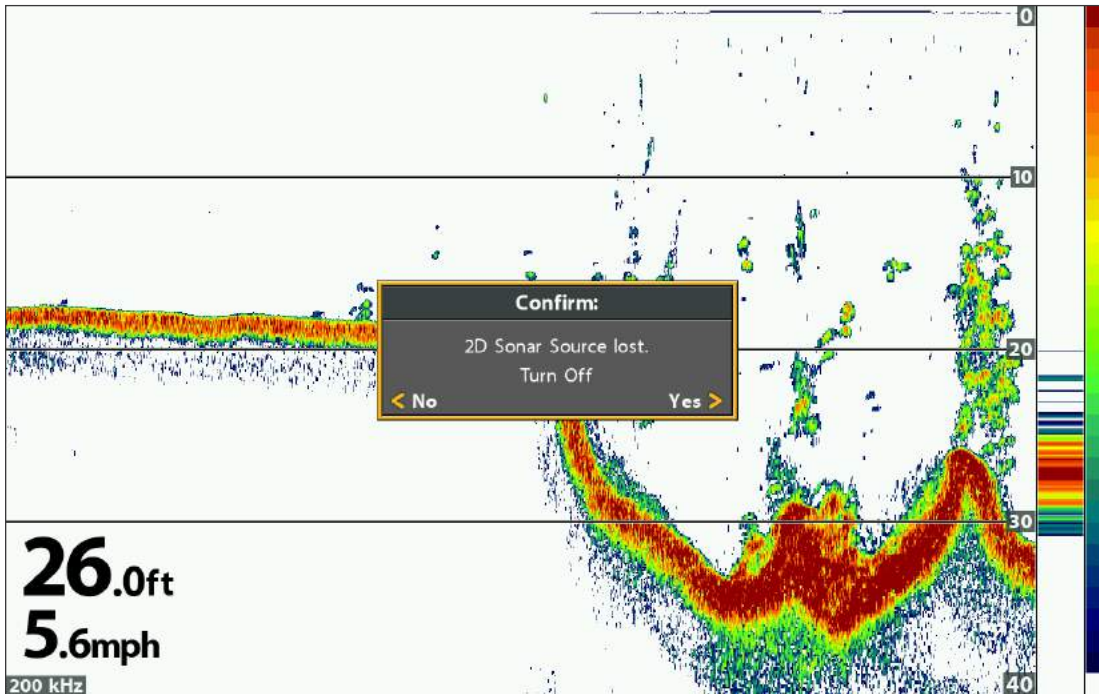 0
10
Confirm:
2D Sonar Source lost.
Turn Off
< No Yes >
20
30
26.0ft
5.6mph
200 kHz
40